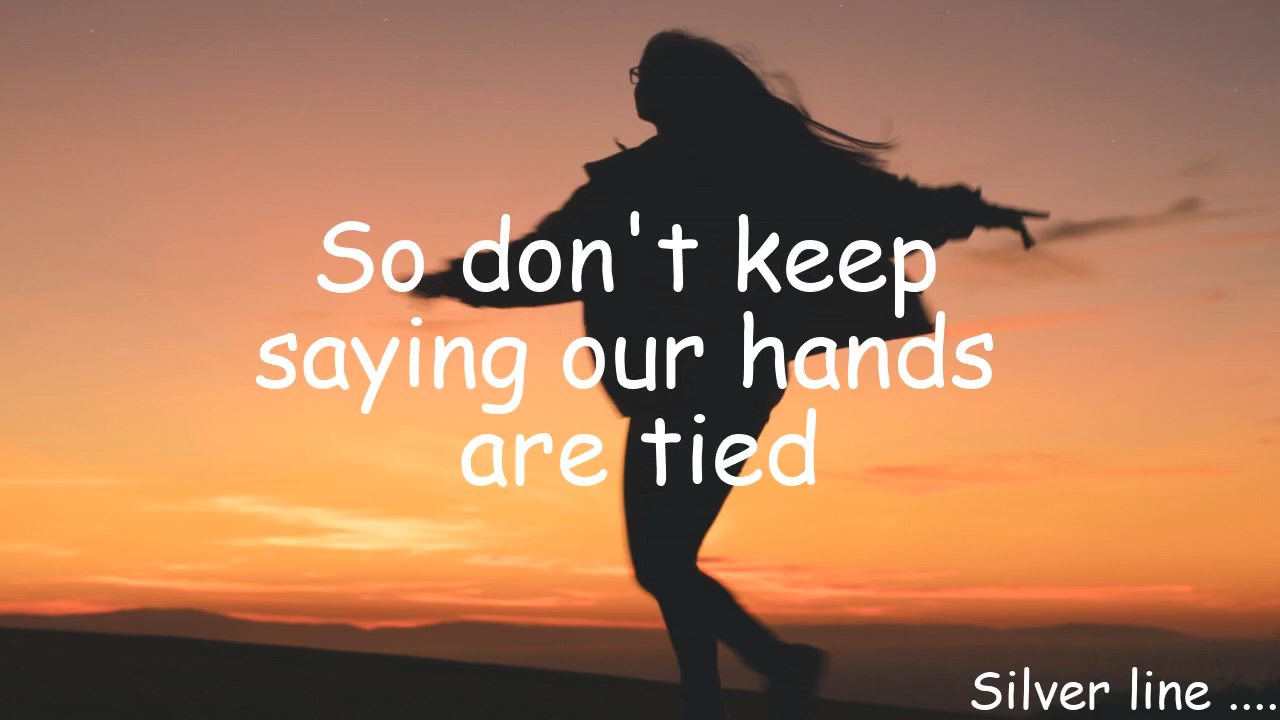 So don't keep
saying our hands
are tied
Silver line ....